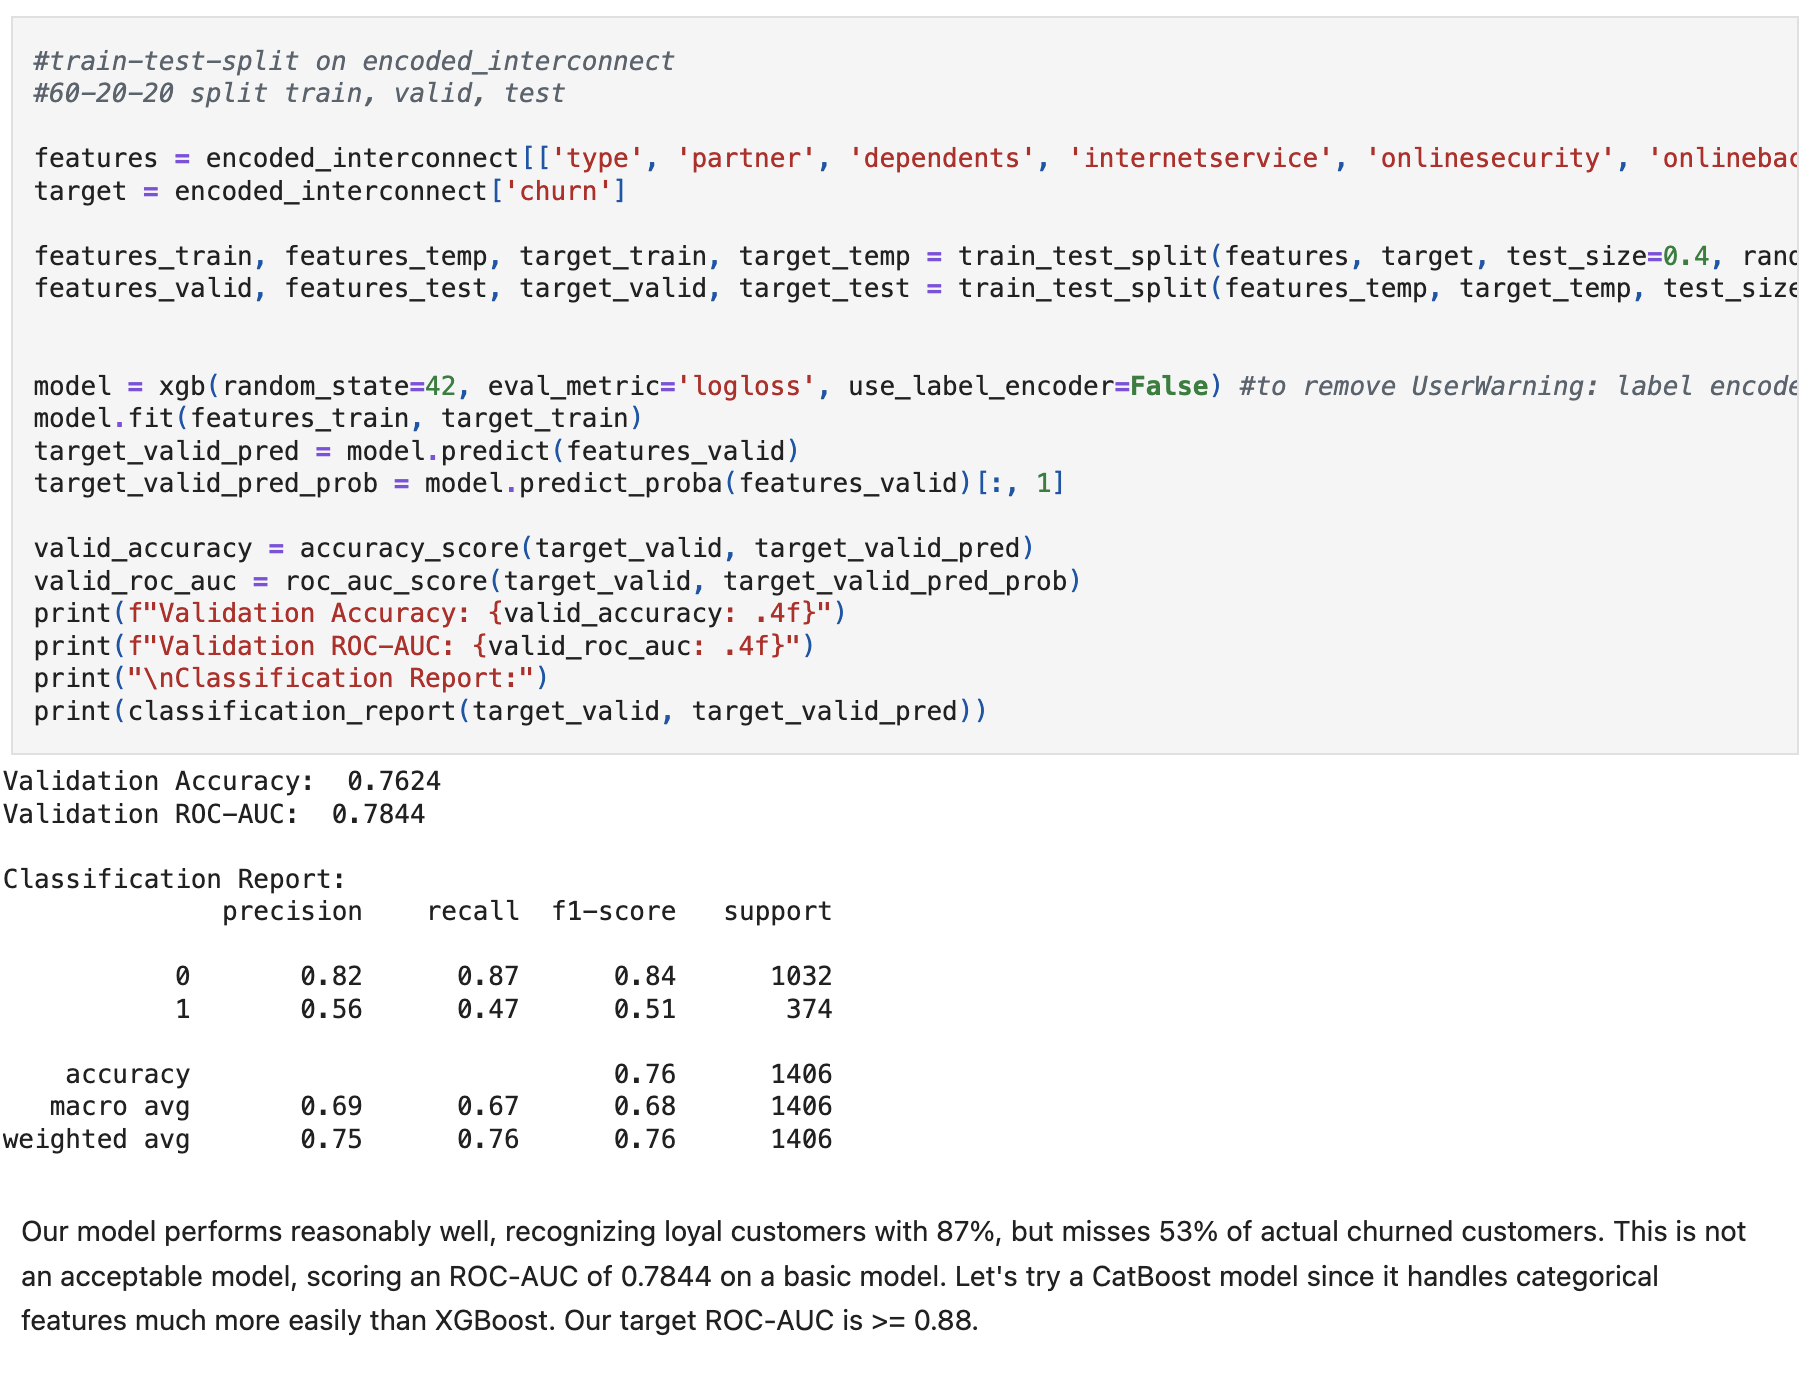 #train-test-split on encoded_interconnect
#60-20-20 split train, valid, test
features = encoded_interconnect[['type', 'partner', 'dependents', 'internetservice', 'onlinesecurity', 'onlinebac
target = encoded_interconnect['churn']
features_train, features_temp, target_train, target_temp = train_test_split(features, target, test_size=0.4, rand
features_valid, features_test, target_valid, target_test = train_test_split(features_temp, target_temp, test_size
model = xgb(random_state=42, eval_metric='logloss', use_label_encoder=False) #to remove UserWarning: label encode
model.fit(features_train, target_train)
target_valid_pred = model.predict(features_valid)
target_valid_pred_prob = model.predict_proba(features_valid)[:, 1]
valid_accuracy = accuracy_score(target_valid, target_valid_pred)
valid_roc_auc = roc_auc_score(target_valid, target_valid_pred_prob)
print(f"Validation Accuracy: {valid_accuracy: .4f}")
print(f"Validation ROC-AUC: {valid_roc_auc: .4f}")
print("\nClassification Report:")
print(classification_report(target_valid, target_valid_pred))
Validation Accuracy:  0.7624
Validation ROC-AUC:  0.7844
Classification Report:
precision    recall  f1-score   support
0       0.82      0.87      0.84      1032
1       0.56      0.47      0.51       374
accuracy                           0.76      1406
macro avg       0.69      0.67      0.68      1406
weighted avg       0.75      0.76      0.76      1406
Our model performs reasonably well, recognizing loyal customers with 87%, but misses 53% of actual churned customers. This is not
an acceptable model, scoring an ROC-AUC of 0.7844 on a basic model. Let's try a CatBoost model since it handles categorical
features much more easily than XGBoost. Our target ROC-AUC is >= 0.88.